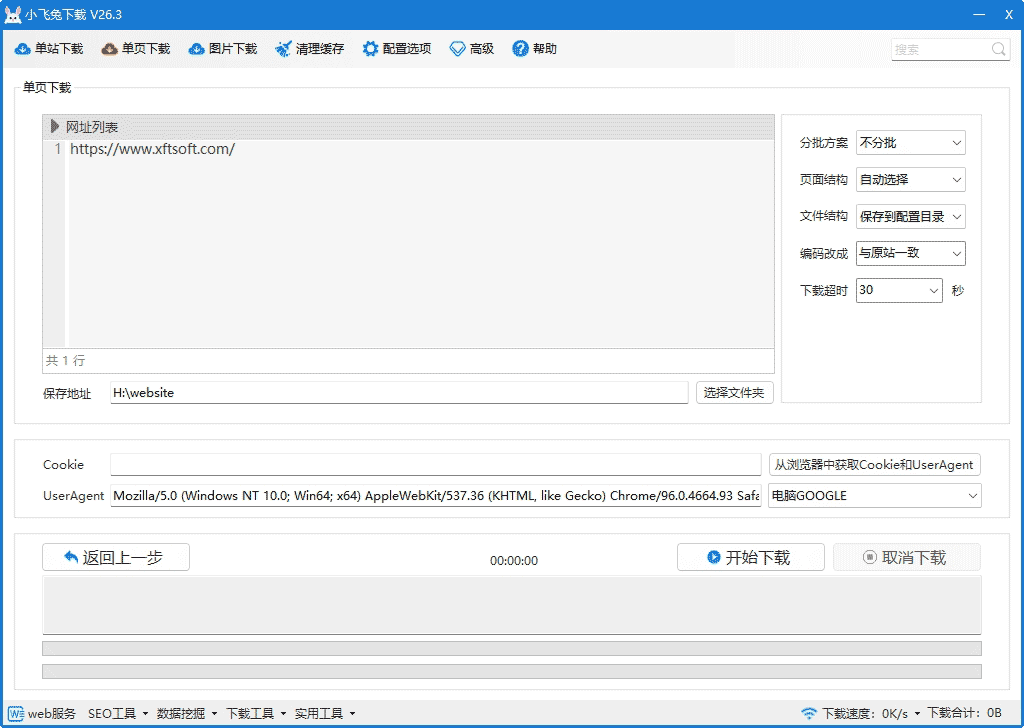 小飞兔下载 V26.3
单站下载 单页下载 图片下载 清理缓存 配置选项 高级 帮助 搜索
单页下载
网址列表
1 https://www.xftsoft.com/
共 1 行
分批方案 不分批
页面结构 自动选择
文件结构 保存到配置目录
编码改成 与原站一致
下载超时 30 秒
保存地址 H:\website 选择文件夹
Cookie 从浏览器中获取Cookie和UserAgent
UserAgent Mozilla/5.0 (Windows NT 10.0; Win64; x64) AppleWebKit/537.36 (KHTML, like Gecko) Chrome/96.0.4664.93 Safa 电脑GOOGLE
返回上一步 00:00:00 开始下载 取消下载
web服务 SEO工具 数据挖掘 下载工具 实用工具 下载速度: 0K/s 下载合计: 0B